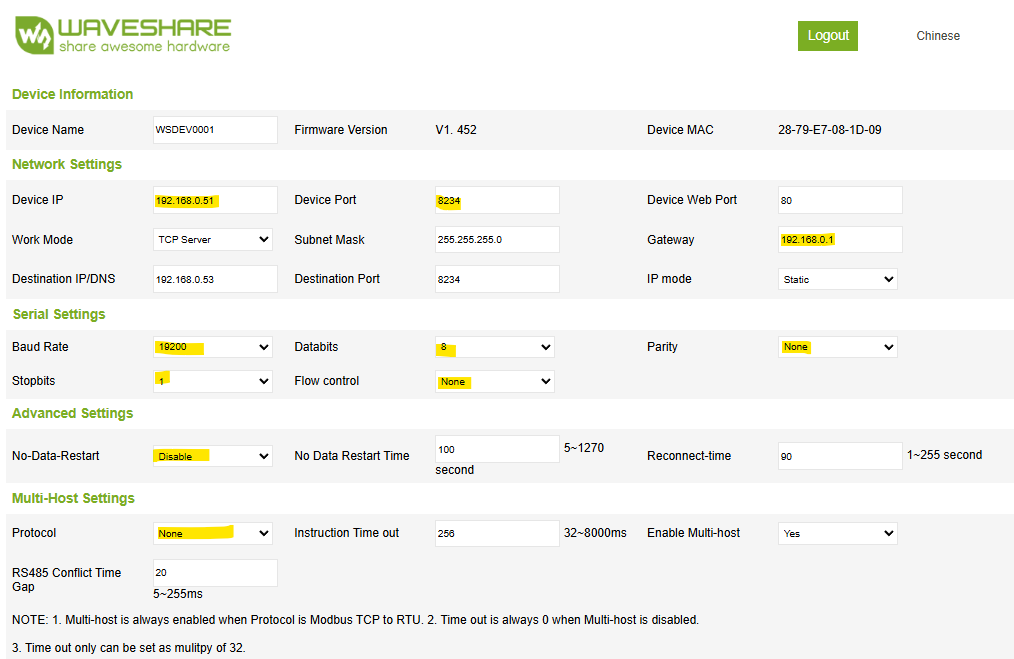 WAVESHARE
share awesome hardware
Logout Chinese
Device Information
Device Name WSDEV0001 Firmware Version V1. 452 Device MAC 28-79-E7-08-1D-09
Network Settings
Device IP 192.168.0.51 Device Port 8234 Device Web Port 80
Work Mode TCP Server Subnet Mask 255.255.255.0 Gateway 192.168.0.1
Destination IP/DNS 192.168.0.53 Destination Port 8234 IP mode Static
Serial Settings
Baud Rate 19200 Databits 8 Parity None
Stopbits 1 Flow control None
Advanced Settings
No-Data-Restart Disable No Data Restart Time 100 5~1270 second Reconnect-time 90 1~255 second
Multi-Host Settings
Protocol None Instruction Time out 256 32~8000ms Enable Multi-host Yes
RS485 Conflict Time Gap 20 5~255ms
NOTE: 1. Multi-host is always enabled when Protocol is Modbus TCP to RTU. 2. Time out is always 0 when Multi-host is disabled.
3. Time out only can be set as mulitpy of 32.